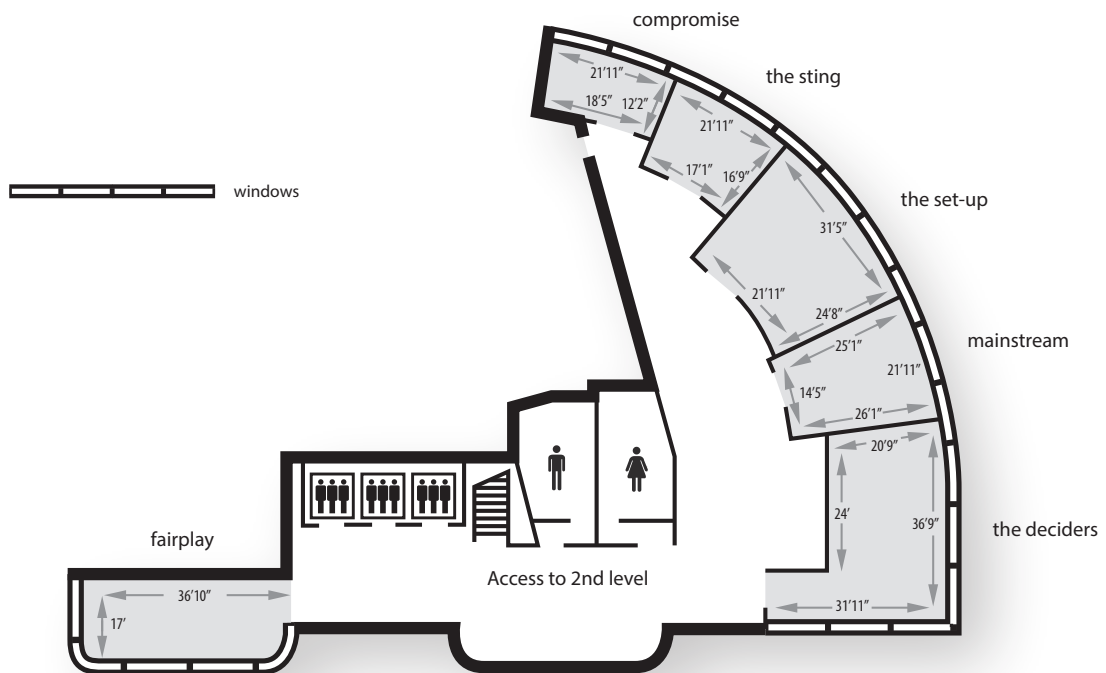 compromise
the sting
the set-up
mainstream
the deciders
windows
fairplay
Access to 2nd level
21'11"
18'5"
12'2"
21'11"
17'1"
16'9"
31'5"
21'11"
24'8"
25'1"
21'11"
14'5"
26'1"
20'9"
24'
36'9"
31'11"
36'10"
17'